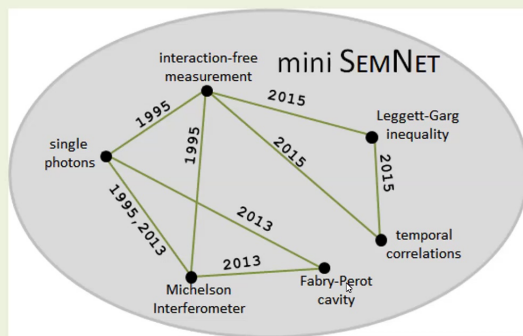 mini SEMNET
interaction-free
measurement
2015
1995
Leggett-Garg
inequality
single
photons
1995
2015
2015
1995,2013
2013
temporal
correlations
2013
Michelson
Interferometer
Fabry-Perot
cavity